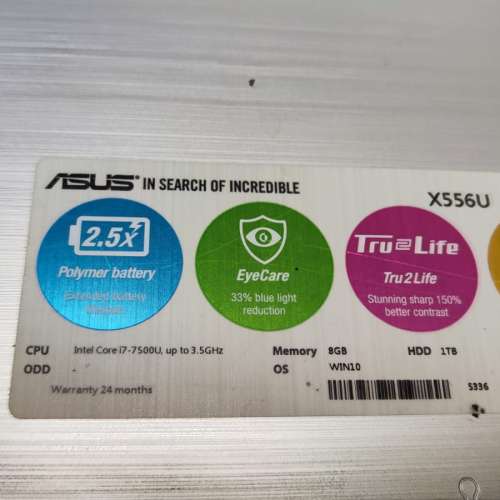 ASUS IN SEARCH OF INCREDIBLE
X556U
2.5x
Polymer battery
Extended battery
lifespan
EyeCare
33% blue light
reduction
Tru2Life
Tru2Life
Stunning sharp 150%
better contrast
CPU Intel Core i7-7500U, up to 3.5GHz Memory 8GB HDD 1TB
ODD - OS WIN10
Warranty 24 months
S336